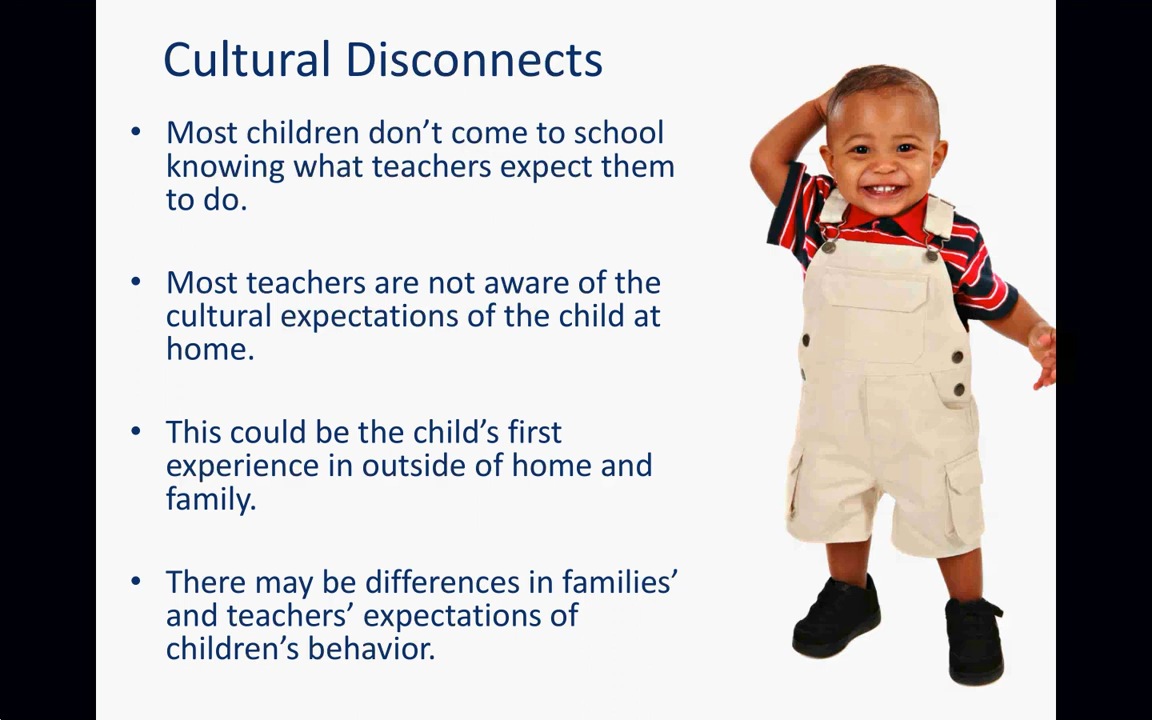 Cultural Disconnects
• Most children don’t come to school
knowing what teachers expect them
to do.
• Most teachers are not aware of the
cultural expectations of the child at
home.
• This could be the child’s first
experience in outside of home and
family.
• There may be differences in families’
and teachers’ expectations of
children’s behavior.